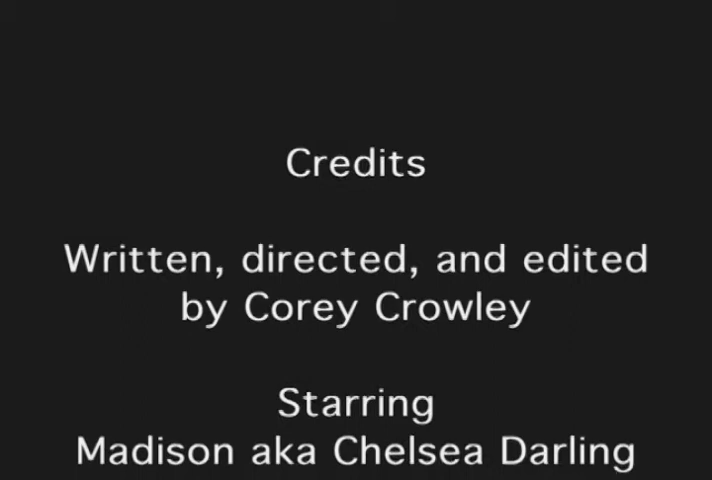 Credits
Written, directed, and edited
by Corey Crowley
Starring
Madison aka Chelsea Darling